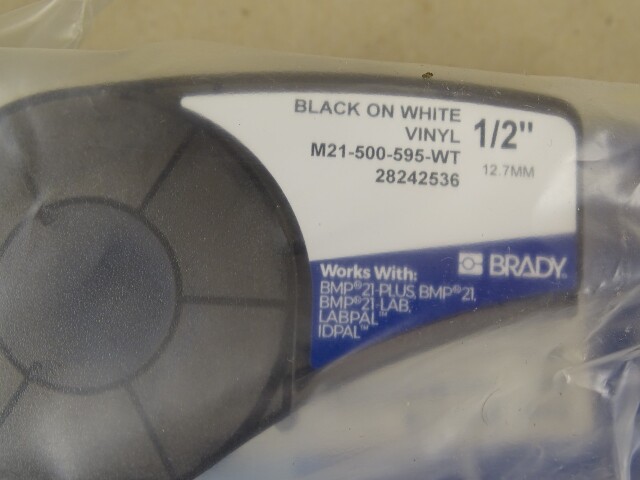 BLACK ON WHITE
VINYL 1/2"
M21-500-595-WT
28242536 12.7MM
BRADY.
Works With:
BMP®21-PLUS, BMP®21,
BMP®21-LAB,
LABPAL™
IDPAL™